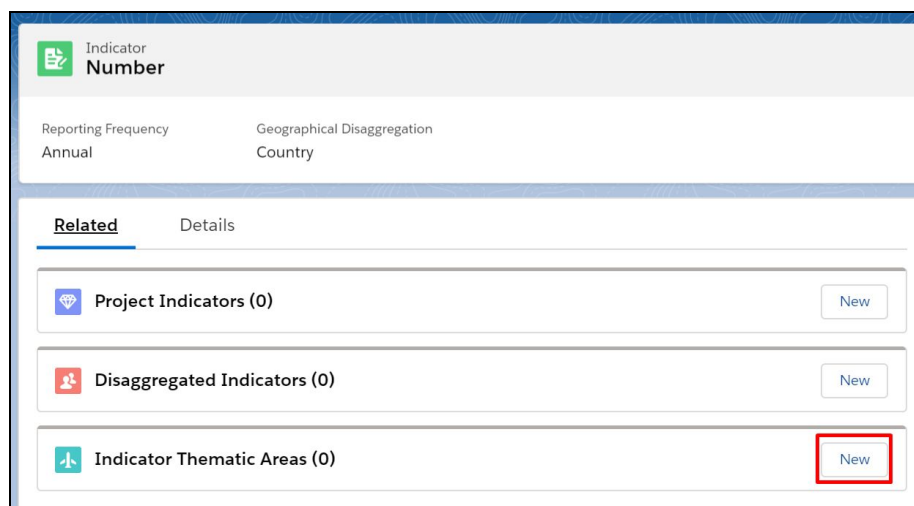 Indicator
Number
Reporting Frequency Geographical Disaggregation
Annual Country
Related Details
Project Indicators (0) New
Disaggregated Indicators (0) New
Indicator Thematic Areas (0) New